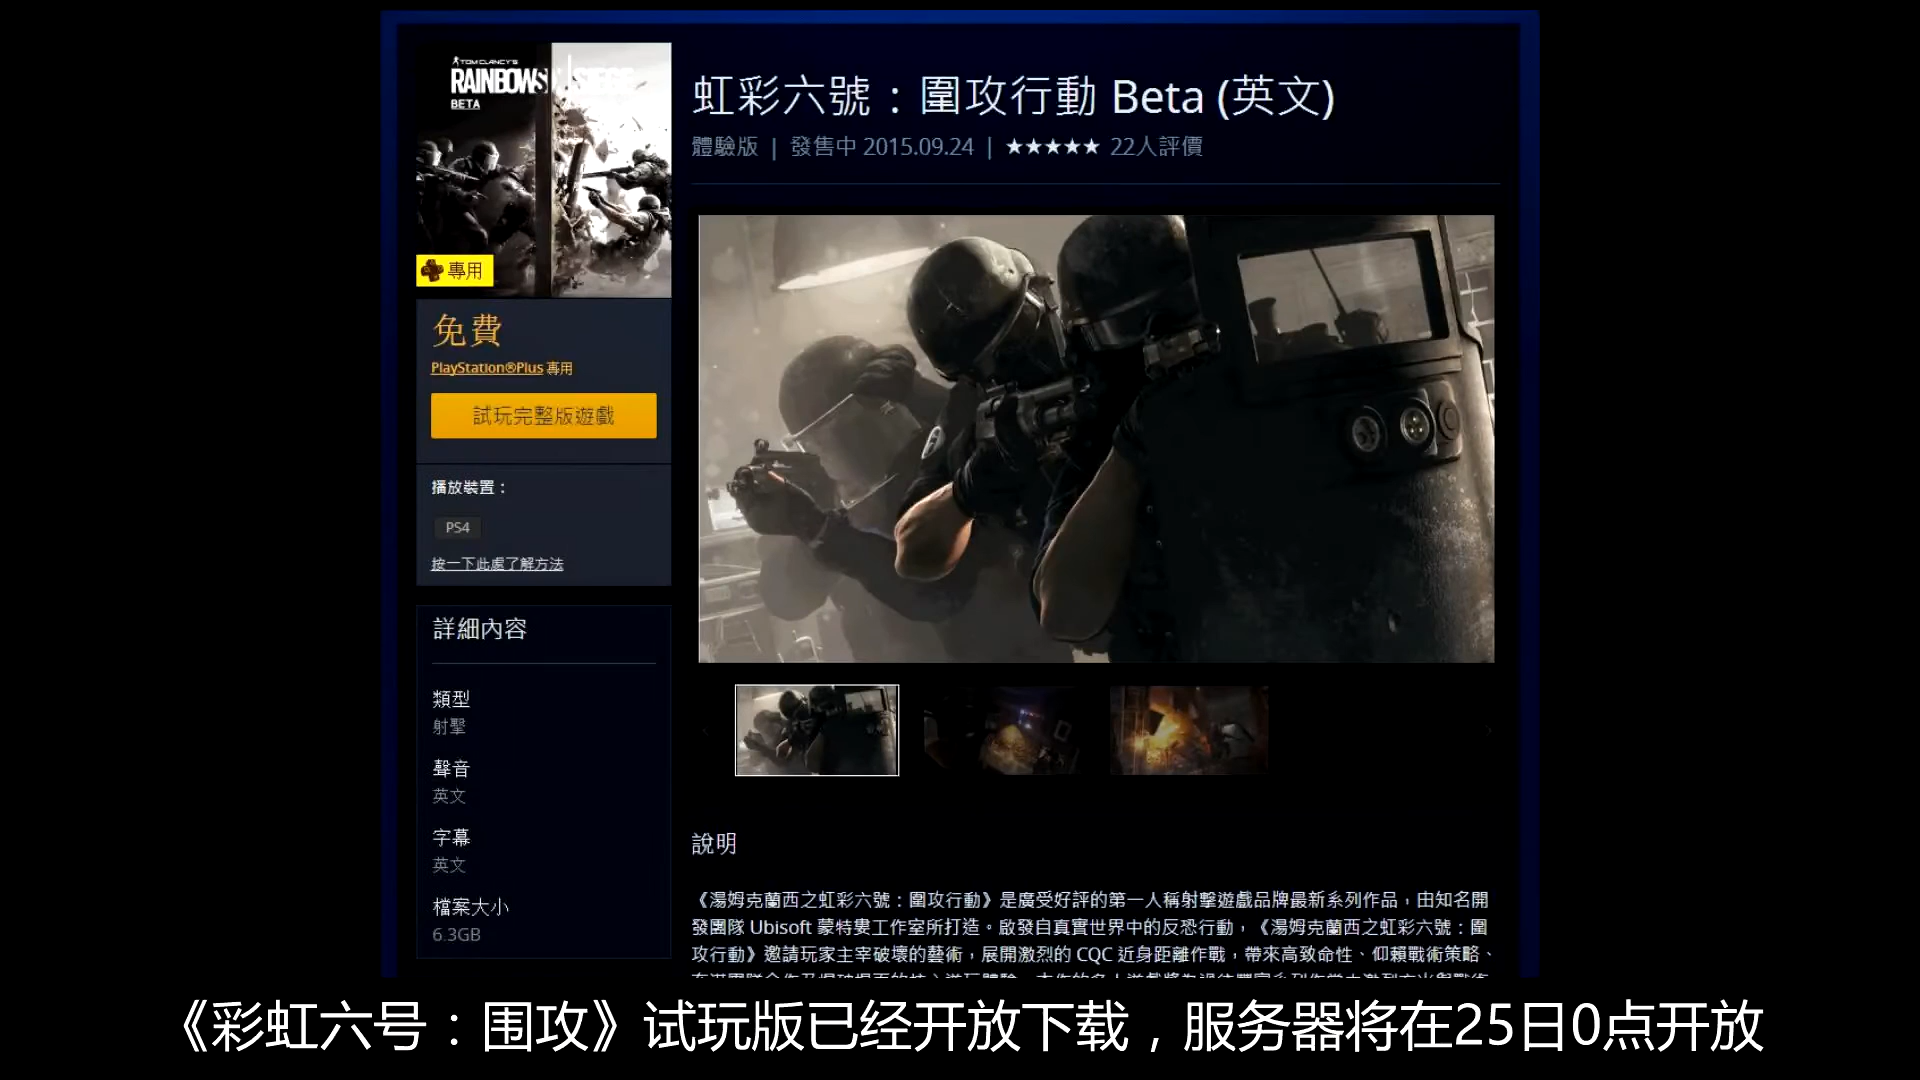 TOM CLANCY'S
RAINBOW SIX SIEGE
BETA
專用
免費
PlayStation®Plus 專用
試玩完整版遊戲
播放裝置：
PS4
按一下此處了解方法
詳細內容
類型
射擊
聲音
英文
字幕
英文
檔案大小
6.3GB
虹彩六號：圍攻行動 Beta (英文)
體驗版 | 發售中 2015.09.24 | ★★★★★ 22人評價
說明
《湯姆克蘭西之虹彩六號：圍攻行動》是廣受好評的第一人稱射擊遊戲品牌最新系列作品，由知名開
發團隊 Ubisoft 蒙特婁工作室所打造。啟發自真實世界中的反恐行動，《湯姆克蘭西之虹彩六號：圍
攻行動》邀請玩家主宰破壞的藝術，展開激烈的 CQC 近身距離作戰，帶來高致命性、仰賴戰術策略、
《彩虹六号：围攻》试玩版已经开放下载，服务器将在25日0点开放